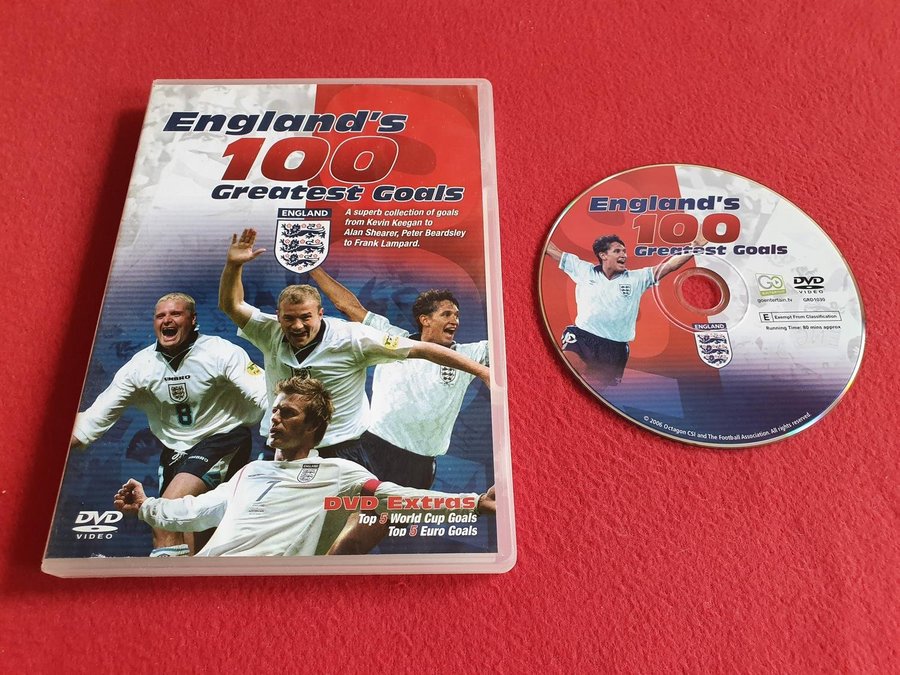 England's
100
Greatest Goals
ENGLAND
A superb collection of goals
from Kevin Keegan to
Alan Shearer, Peter Beardsley
to Frank Lampard.
UMBRO
8
7
DVD Extras
Top 5 World Cup Goals
Top 5 Euro Goals
DVD
VIDEO
England's
100
Greatest Goals
GO
goentertain.tv
DVD
VIDEO
GRD1030
E Exempt From Classification
Running Time: 80 mins approx
ENGLAND
© 2006 Octagon CSI and The Football Association. All rights reserved.